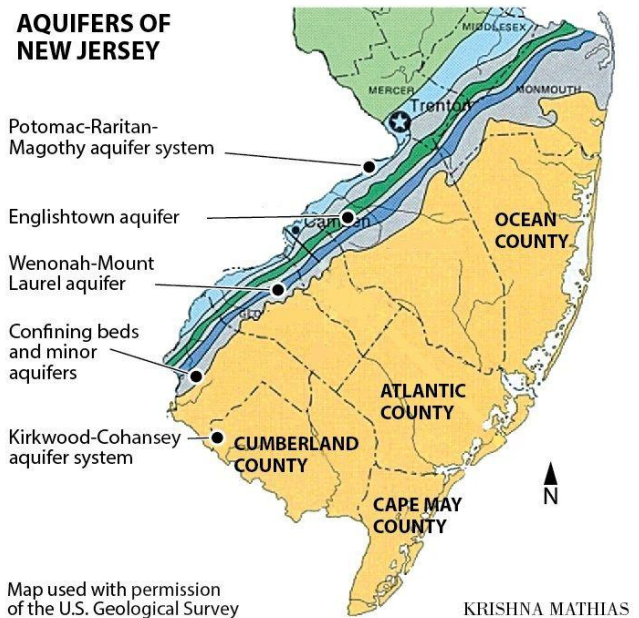 AQUIFERS OF
NEW JERSEY
MIDDLESEX
MERCER
Trenton
MONMOUTH
Potomac-Raritan-
Magothy aquifer system
Englishtown aquifer
Camden
OCEAN
COUNTY
Wenonah-Mount
Laurel aquifer
GLO
Confining beds
and minor
aquifers
ATLANTIC
COUNTY
Kirkwood-Cohansey
aquifer system
CUMBERLAND
COUNTY
CAPE MAY
COUNTY
N
Map used with permission
of the U.S. Geological Survey
KRISHNA MATHIAS